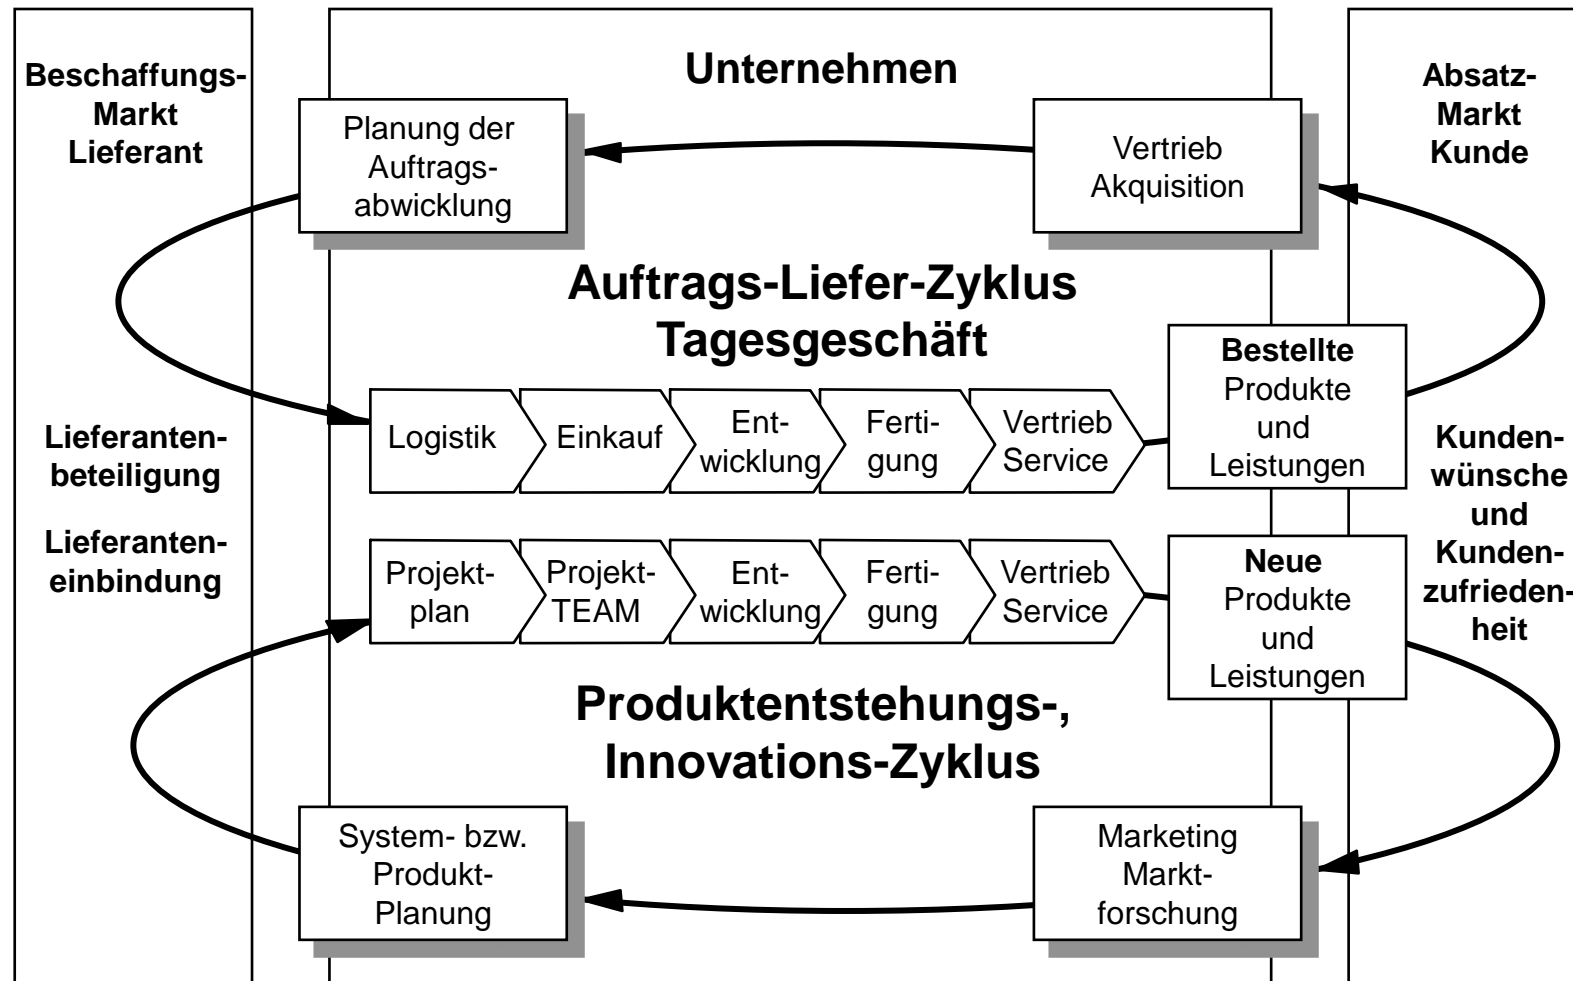 Unternehmen
Beschaffungs-
Markt
Lieferant
Absatz-
Markt
Kunde
Planung der
Auftrags-
abwicklung
Vertrieb
Akquisition
Auftrags-Liefer-Zyklus
Tagesgeschäft
Lieferanten-
beteiligung
Logistik
Einkauf
Ent-
wicklung
Ferti-
gung
Vertrieb
Service
Bestellte
Produkte
und
Leistungen
Kunden-
wünsche
und
Kunden-
zufrieden-
heit
Lieferanten-
einbindung
Projekt-
plan
Projekt-
TEAM
Ent-
wicklung
Ferti-
gung
Vertrieb
Service
Neue
Produkte
und
Leistungen
Produktentstehungs-,
Innovations-Zyklus
System- bzw.
Produkt-
Planung
Marketing
Markt-
forschung